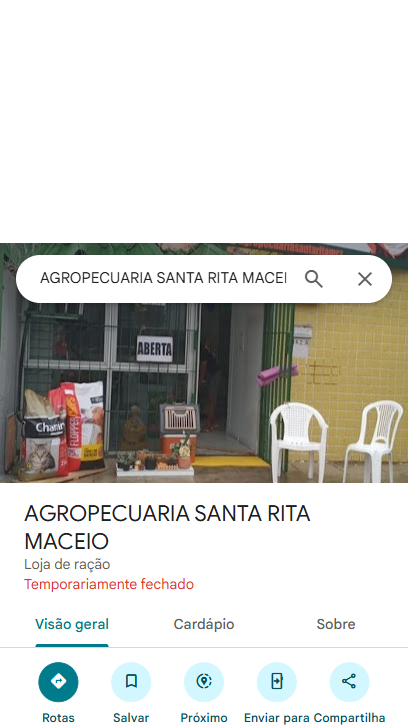 AGROPECUARIA SANTA RITA MACEI
ABERTA
Chanin
AGROPECUARIA SANTA RITA
MACEIO
Loja de ração
Temporariamente fechado
Visão geral
Cardápio
Sobre
Rotas
Salvar
Próximo
Enviar para
Compartilhar